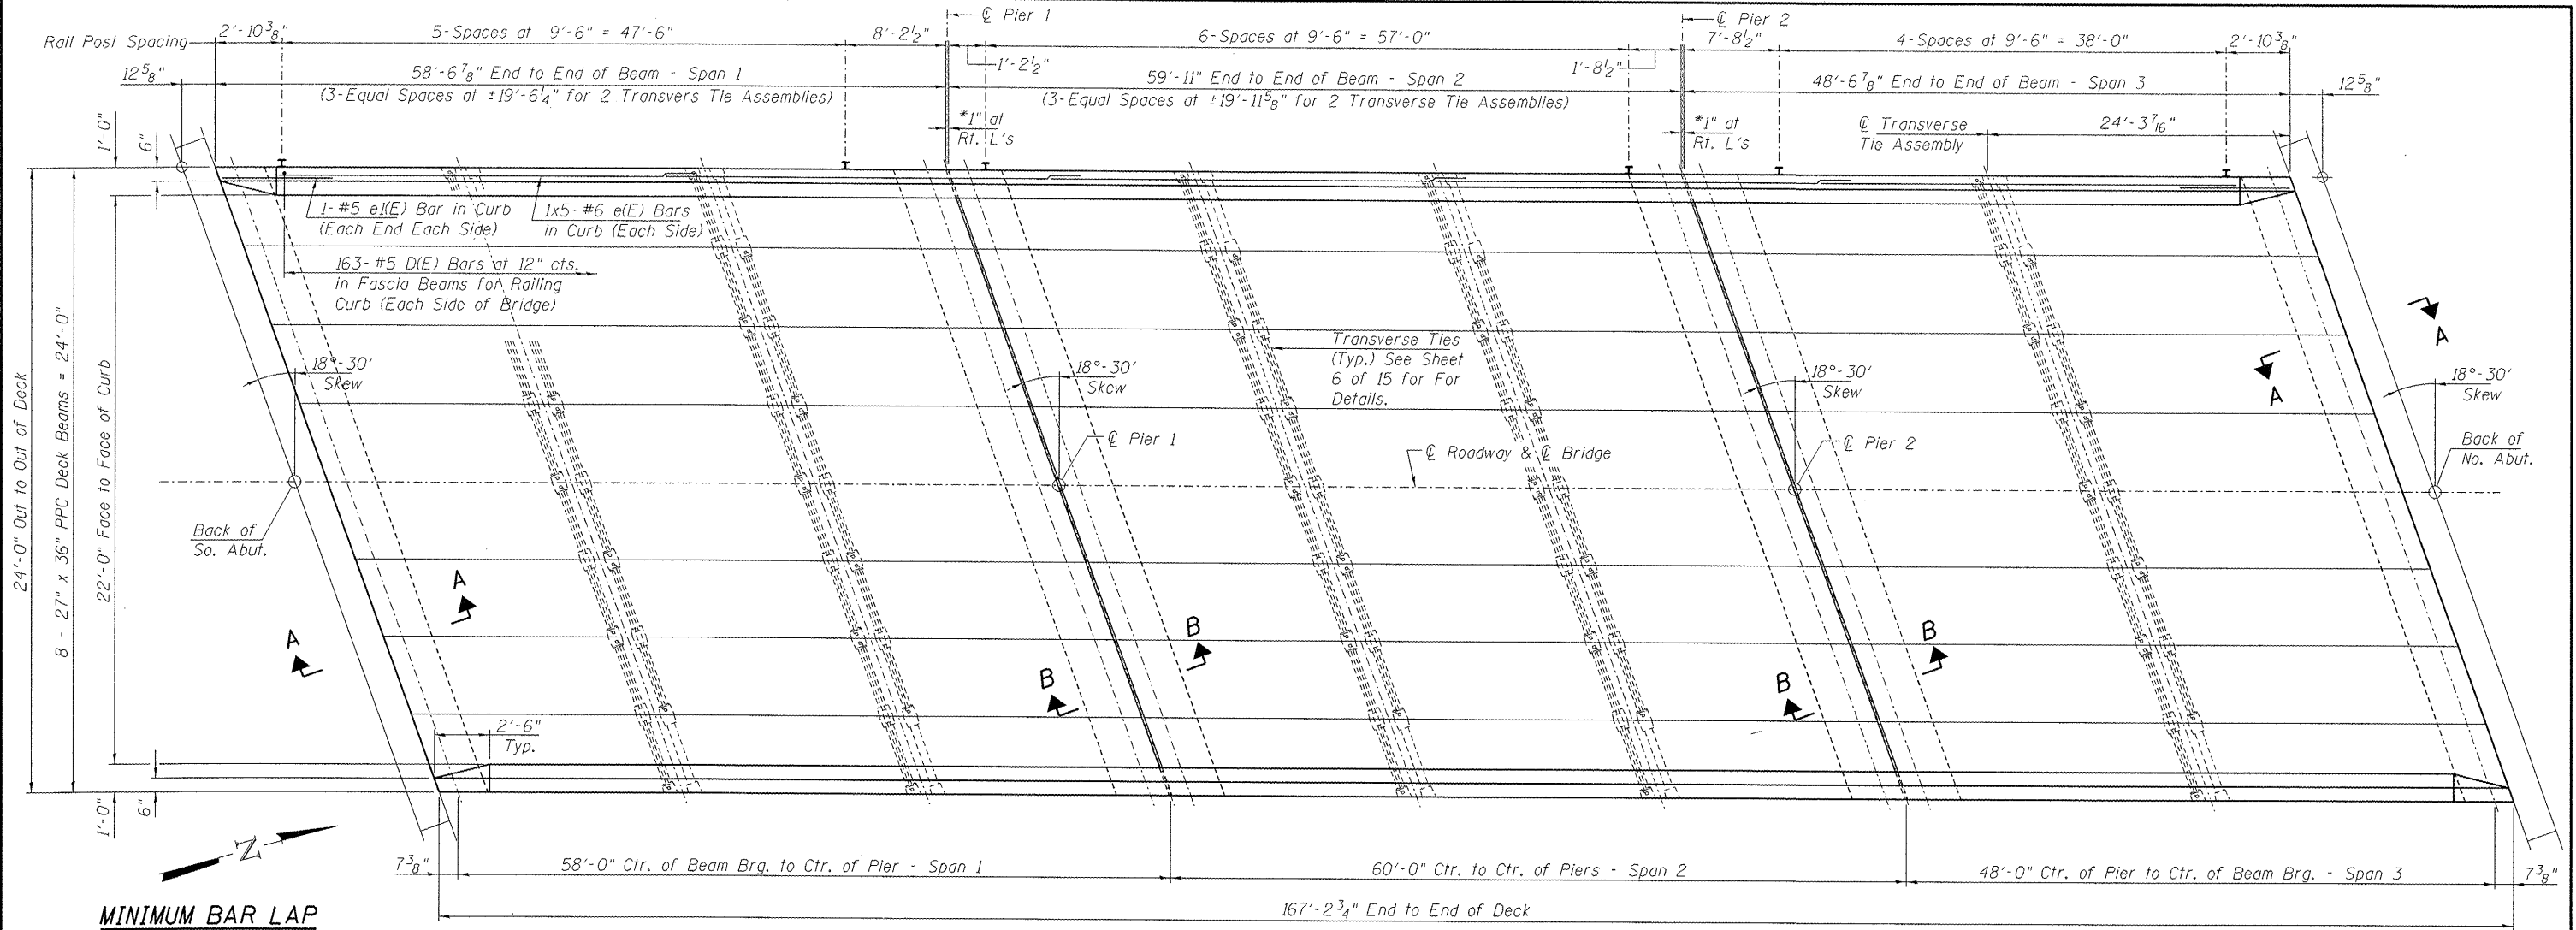 ℄ Pier 1
℄ Pier 2
Rail Post Spacing
2'-10⅜"
5-Spaces at 9'-6" = 47'-6"
8'-2½"
6-Spaces at 9'-6" = 57'-0"
7'-8½"
4-Spaces at 9'-6" = 38'-0"
2'-10⅜"
1'-2½"
1'-8½"
12⅝"
58'-6⅞" End to End of Beam - Span 1
(3-Equal Spaces at ±19'-6¼" for 2 Transvers Tie Assemblies)
59'-11" End to End of Beam - Span 2
(3-Equal Spaces at ±19'-11⅝" for 2 Transverse Tie Assemblies)
48'-6⅞" End to End of Beam - Span 3
12⅝"
1'-0"
6"
*1" at
Rt. L's
*1" at
Rt. L's
℄ Transverse
Tie Assembly
24'-3⁷⁄₁₆"
1-#5 e1(E) Bar in Curb
(Each End Each Side)
1x5-#6 e(E) Bars
in Curb (Each Side)
163-#5 D(E) Bars at 12" cts.
in Fascia Beams for Railing
Curb (Each Side of Bridge)
24'-0" Out to Out of Deck
8 - 27" x 36" PPC Deck Beams = 24'-0"
22'-0" Face to Face of Curb
18°-30'
Skew
18°-30'
Skew
Transverse Ties
(Typ.) See Sheet
6 of 15 for For
Details.
18°-30'
Skew
18°-30'
Skew
A
A
℄ Pier 1
℄ Roadway & ℄ Bridge
℄ Pier 2
Back of
No. Abut.
Back of
So. Abut.
A
A
B
B
B
B
2'-6"
Typ.
1'-0"
6"
N
7⅜"
58'-0" Ctr. of Beam Brg. to Ctr. of Pier - Span 1
60'-0" Ctr. to Ctr. of Piers - Span 2
48'-0" Ctr. of Pier to Ctr. of Beam Brg. - Span 3
7⅜"
167'-2¾" End to End of Deck
MINIMUM BAR LAP